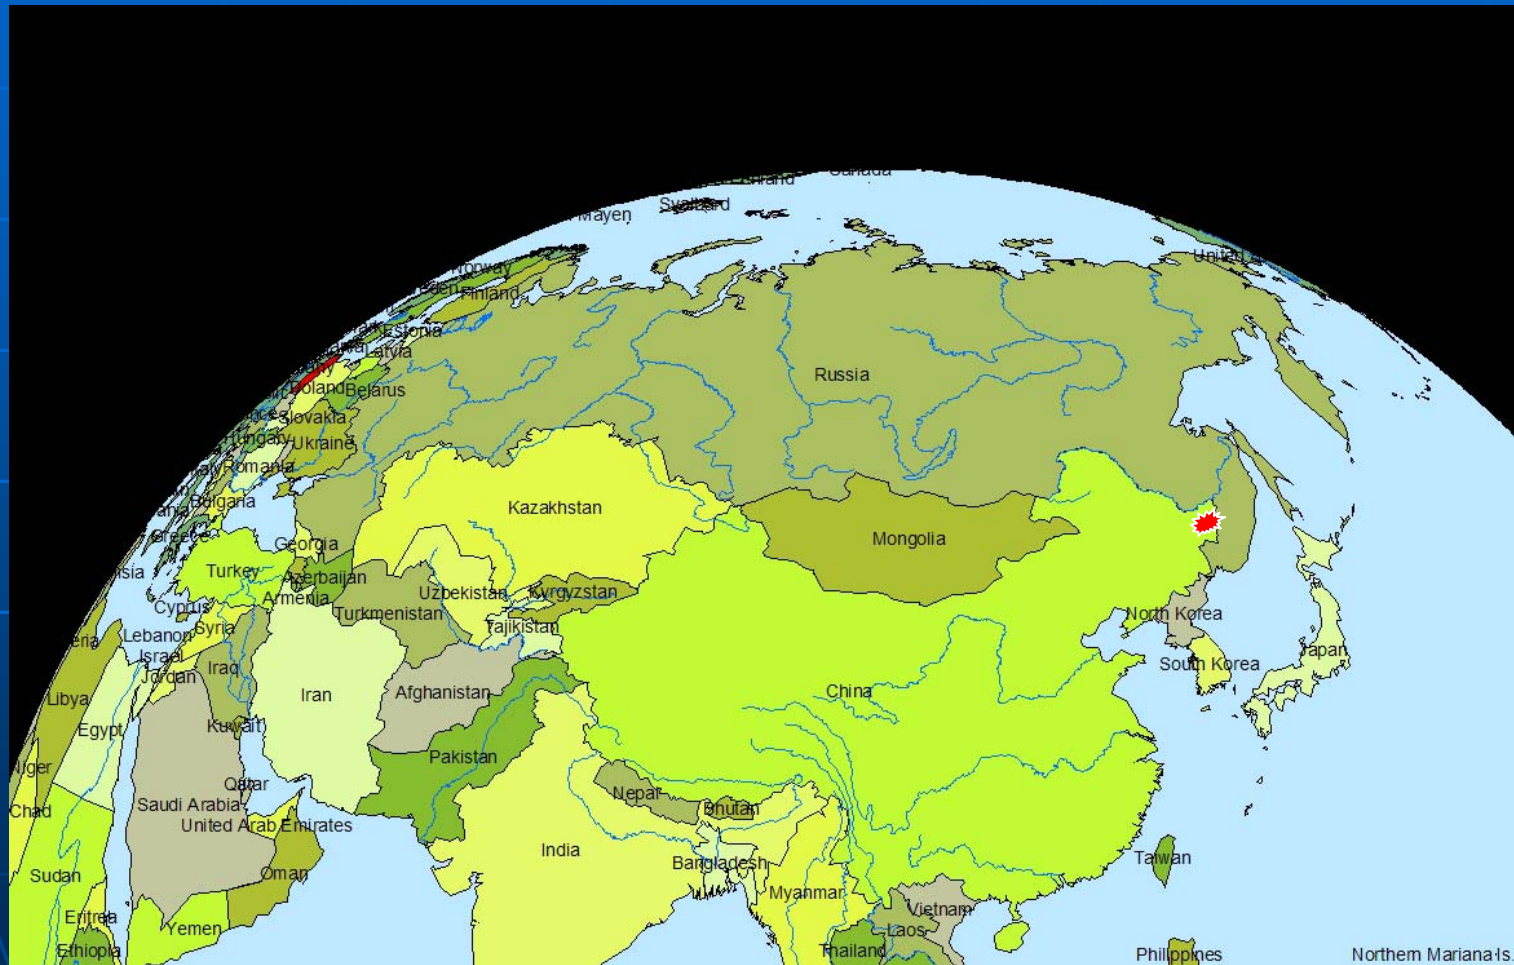 Canada
Svalbard
Mayen
United
Norway
Finland
Estonia
Latvia
Russia
Poland
Belarus
Slovakia
Hungary
Ukraine
Romania
Bulgaria
Kazakhstan
Greece
Mongolia
Georgia
Turkey
Azerbaijan
Uzbekistan
Kyrgyzstan
Armenia
Cyprus
Turkmenistan
North Korea
Syria
Tajikistan
Lebanon
Japan
Israel
South Korea
Iraq
Jordan
Iran
Afghanistan
China
Libya
Kuwait
Egypt
Pakistan
Niger
Qatar
Nepal
Saudi Arabia
Bhutan
Chad
United Arab Emirates
India
Taiwan
Bangladesh
Sudan
Oman
Myanmar
Vietnam
Eritrea
Yemen
Laos
Ethiopia
Thailand
Philippines
Northern Mariana Is.